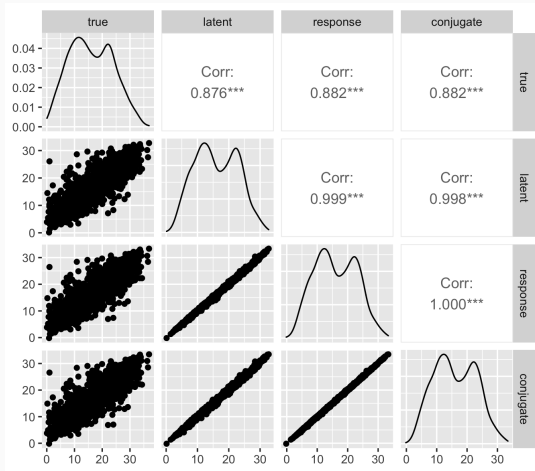 true latent response conjugate
0.04
0.03
0.02
0.01
0.00
Corr:
0.876***
Corr:
0.882***
Corr:
0.882***
true
30
20
10
0
Corr:
0.999***
Corr:
0.998***
latent
30
20
10
0
Corr:
1.000***
response
30
20
10
0
conjugate
0 10 20 30 0 10 20 30 0 10 20 30 0 10 20 30